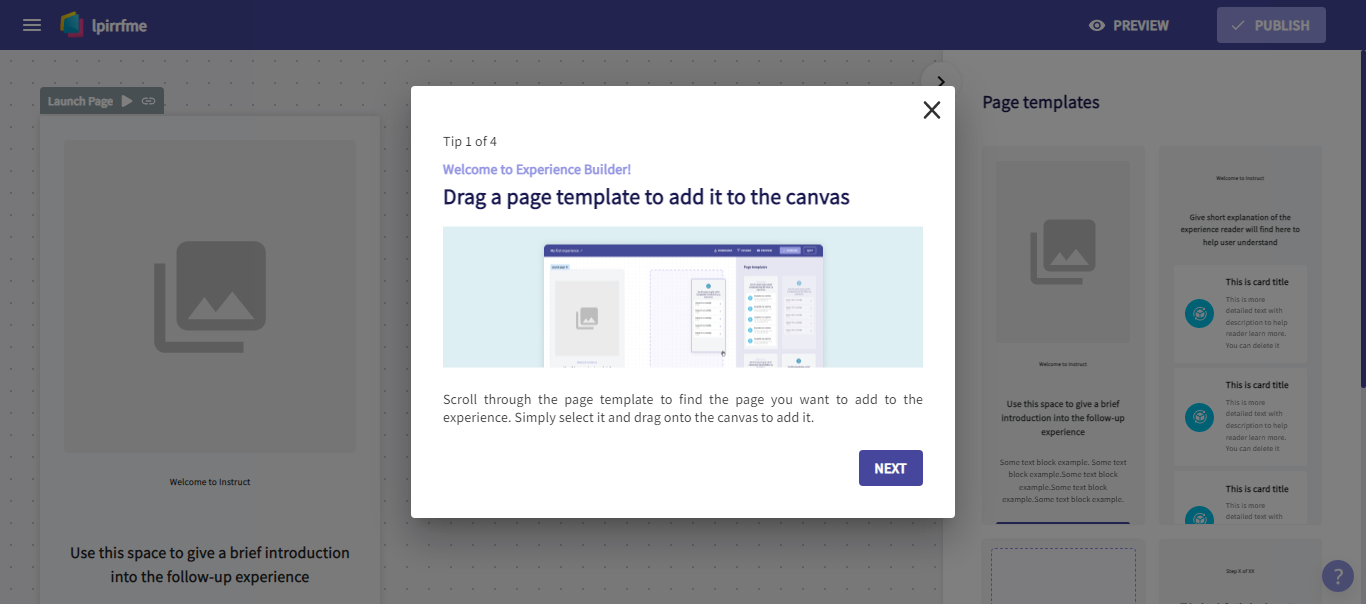 lpirrfme
PREVIEW
PUBLISH
Launch Page
Welcome to Instruct
Use this space to give a brief introduction
into the follow-up experience
Tip 1 of 4
Welcome to Experience Builder!
Drag a page template to add it to the canvas
Page templates
Scroll through the page template to find the page you want to add to the
experience. Simply select it and drag onto the canvas to add it.
NEXT
Page templates
Welcome to Instruct
Use this space to give a brief
introduction into the follow-up
experience
Some text block example. Some text
block example.Some text block
example.Some text block
example.Some text block example.
Welcome to Instruct
Give short explanation of the
experience reader will find here to
help user understand
This is card title
This is more
detailed text with
description to help
reader learn more.
You can delete it
This is card title
This is more
detailed text with
description to help
reader learn more.
You can delete it
This is card title
This is more
detailed text with
Step X of XX
?